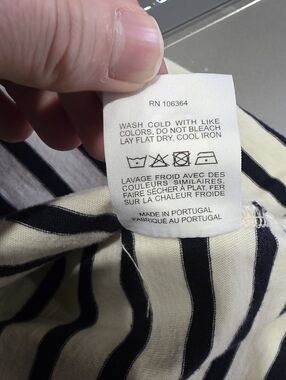 RN 106364
WASH COLD WITH LIKE
COLORS, DO NOT BLEACH
LAY FLAT DRY, COOL IRON
LAVAGE FROID AVEC DES
COULEURS SIMILAIRES,
FAIRE SÉCHER À PLAT, FER
SUR LA CHALEUR FROIDE
MADE IN PORTUGAL
FABRIQUÉ AU PORTUGAL